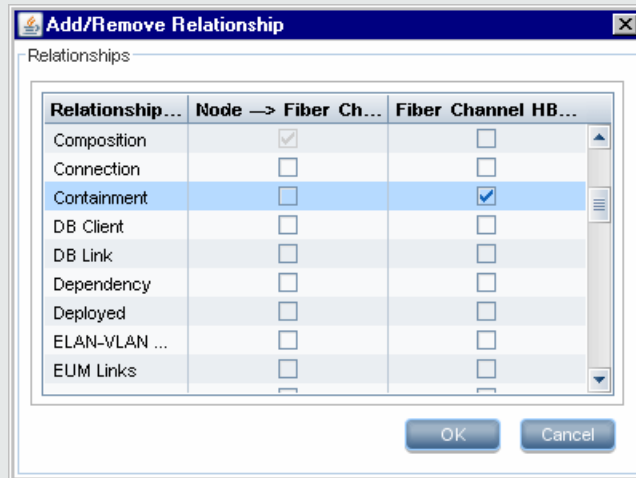 Add/Remove Relationship
Relationships
Relationship... Node —> Fiber Ch... Fiber Channel HB...
Composition
Connection
Containment
DB Client
DB Link
Dependency
Deployed
ELAN-VLAN ...
EUM Links
OK Cancel